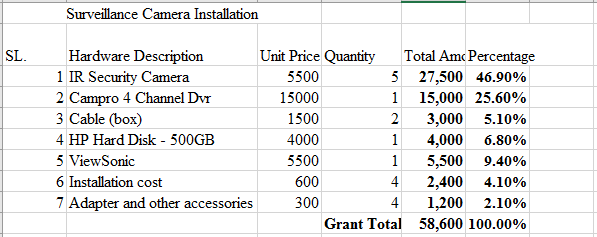 Surveillance Camera Installation
SL. Hardware Description Unit Price Quantity Total Amo Percentage
1 IR Security Camera 5500 5 27,500 46.90%
2 Campro 4 Channel Dvr 15000 1 15,000 25.60%
3 Cable (box) 1500 2 3,000 5.10%
4 HP Hard Disk - 500GB 4000 1 4,000 6.80%
5 ViewSonic 5500 1 5,500 9.40%
6 Installation cost 600 4 2,400 4.10%
7 Adapter and other accessories 300 4 1,200 2.10%
Grant Total 58,600 100.00%